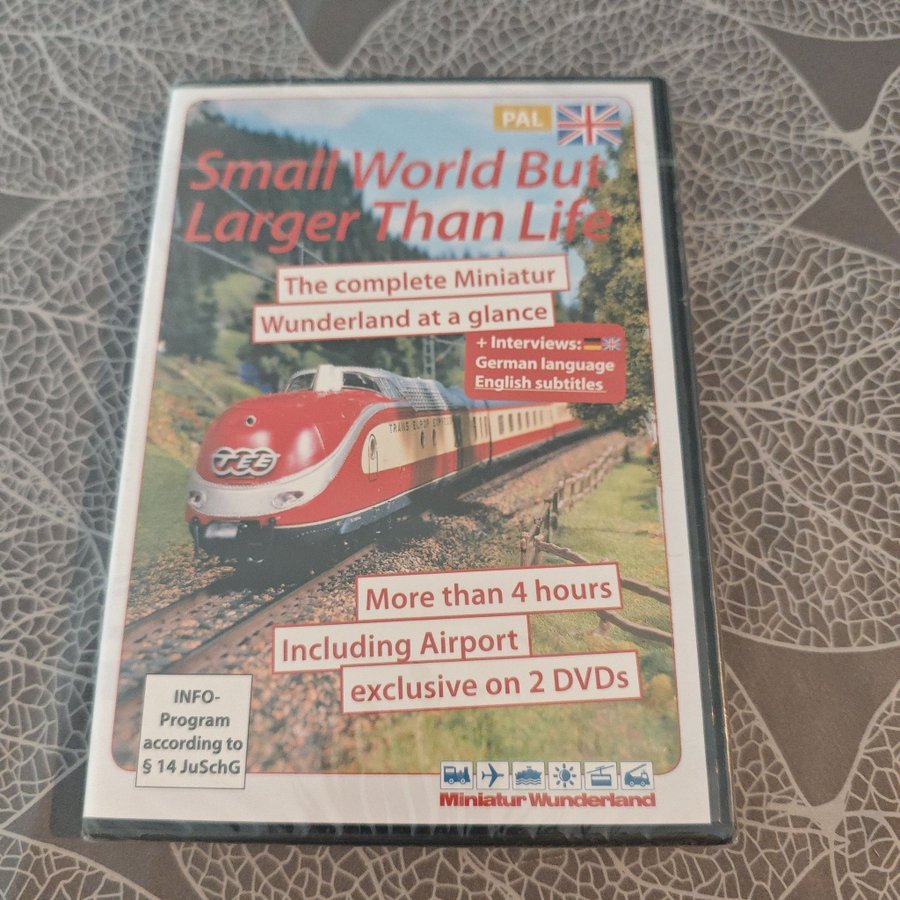 PAL
Small World But
Larger Than Life
The complete Miniatur
Wunderland at a glance
+ Interviews:
German language
English subtitles
TEE
TRANS EUROP EXPRESS
More than 4 hours
Including Airport
exclusive on 2 DVDs
INFO-
Program
according to
§ 14 JuSchG
Miniatur Wunderland